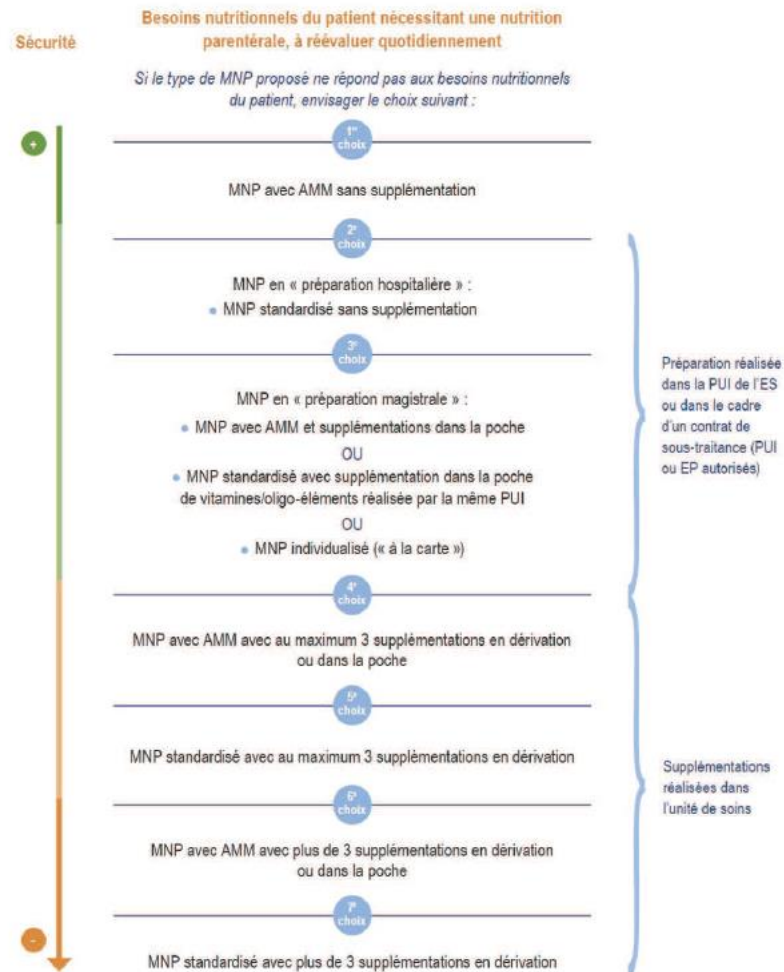 Besoins nutritionnels du patient nécessitant une nutrition
parentérale, à réévaluer quotidiennement
Sécurité
Si le type de MNP proposé ne répond pas aux besoins nutritionnels
du patient, envisager le choix suivant :
+
1er
choix
MNP avec AMM sans supplémentation
2e
choix
MNP en « préparation hospitalière » :
• MNP standardisé sans supplémentation
3e
choix
MNP en « préparation magistrale » :
• MNP avec AMM et supplémentations dans la poche
OU
• MNP standardisé avec supplémentation dans la poche
de vitamines/oligo-éléments réalisée par la même PUI
OU
• MNP individualisé (« à la carte »)
Préparation réalisée
dans la PUI de l'ES
ou dans le cadre
d'un contrat de
sous-traitance (PUI
ou EP autorisés)
4e
choix
MNP avec AMM avec au maximum 3 supplémentations en dérivation
ou dans la poche
5e
choix
MNP standardisé avec au maximum 3 supplémentations en dérivation
6e
choix
MNP avec AMM avec plus de 3 supplémentations en dérivation
ou dans la poche
7e
choix
MNP standardisé avec plus de 3 supplémentations en dérivation
Supplémentations
réalisées dans
l'unité de soins
-